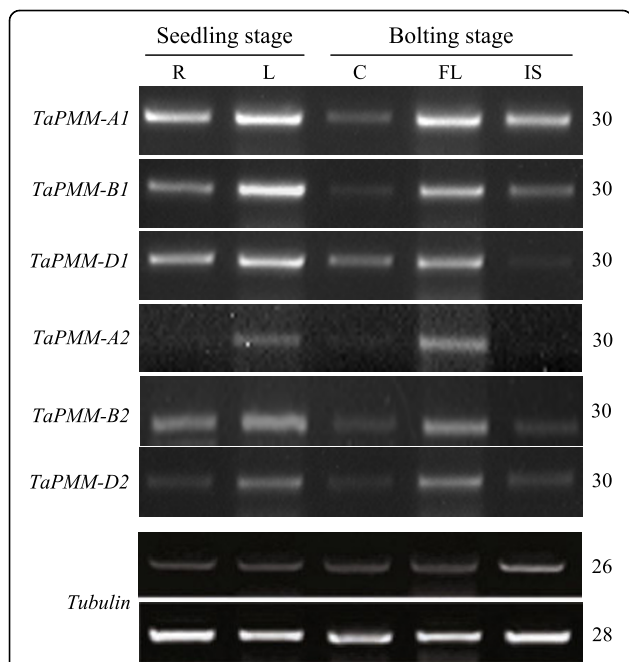 Seedling stage Bolting stage
R L C FL IS
TaPMM-A1 30
TaPMM-B1 30
TaPMM-D1 30
TaPMM-A2 30
TaPMM-B2 30
TaPMM-D2 30
26
Tubulin
28